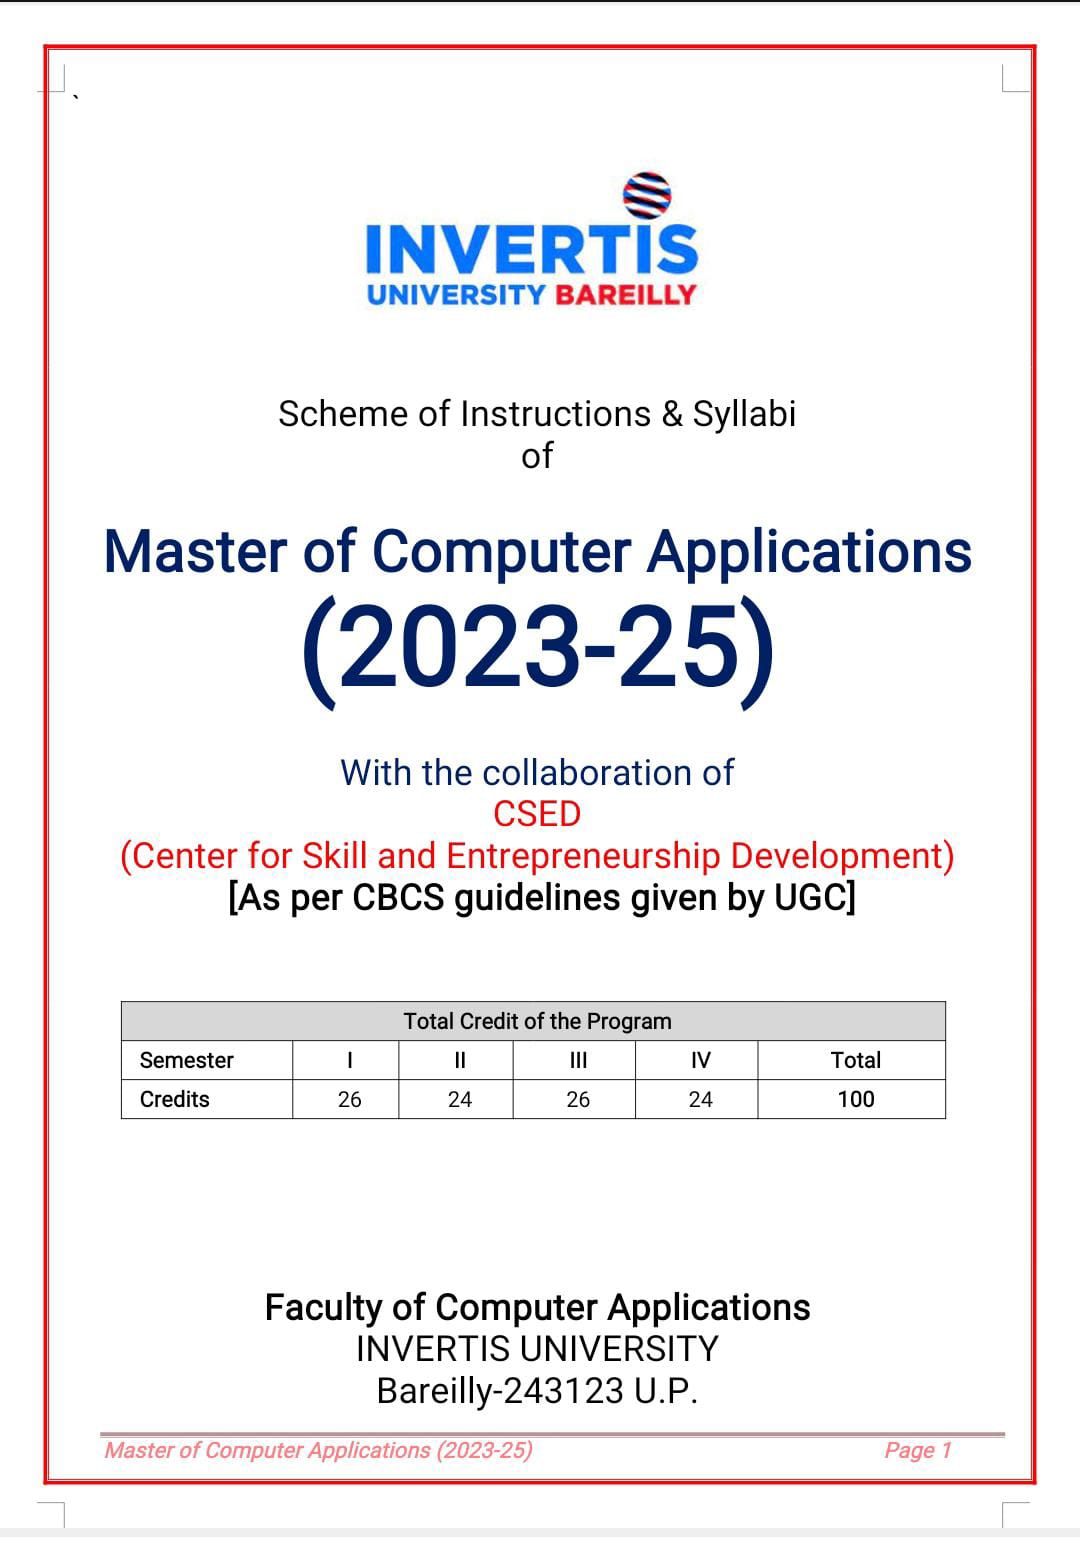 `
INVERTIS
UNIVERSITY BAREILLY
Scheme of Instructions & Syllabi
of
Master of Computer Applications
(2023-25)
With the collaboration of
CSED
(Center for Skill and Entrepreneurship Development)
[As per CBCS guidelines given by UGC]
Total Credit of the Program
Semester I II III IV Total
Credits 26 24 26 24 100
Faculty of Computer Applications
INVERTIS UNIVERSITY
Bareilly-243123 U.P.
Master of Computer Applications (2023-25) Page 1